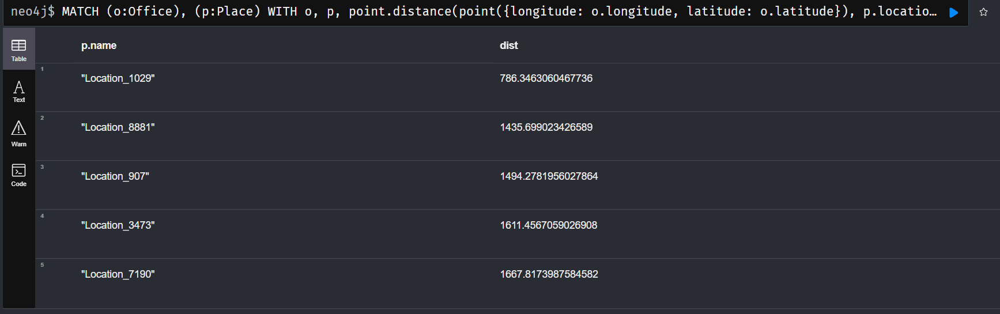 neo4j$ MATCH (o:Office), (p:Place) WITH o, p, point.distance(point({longitude: o.longitude, latitude: o.latitude}), p.locatio…
Table
Text
Warn
Code
p.name dist
1 "Location_1029" 786.3463060467736
2 "Location_8881" 1435.699023426589
3 "Location_907" 1494.2781956027864
4 "Location_3473" 1611.4567059026908
5 "Location_7190" 1667.8173987584582